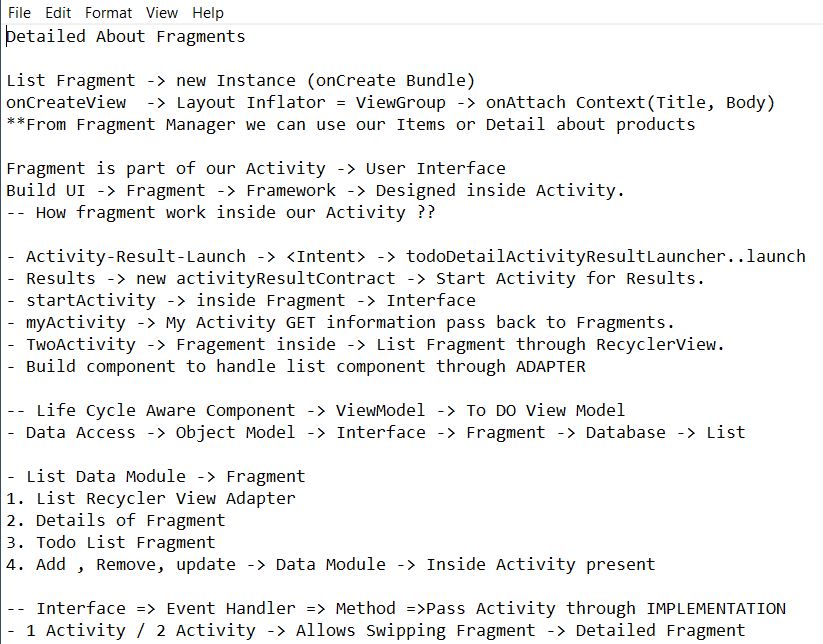 File Edit Format View Help
Detailed About Fragments
List Fragment -> new Instance (onCreate Bundle)
onCreateView  -> Layout Inflator = ViewGroup -> onAttach Context(Title, Body)
**From Fragment Manager we can use our Items or Detail about products
Fragment is part of our Activity -> User Interface
Build UI -> Fragment -> Framework -> Designed inside Activity.
-- How fragment work inside our Activity ??
- Activity-Result-Launch -> <Intent> -> todoDetailActivityResultLauncher..launch
- Results -> new activityResultContract -> Start Activity for Results.
- startActivity -> inside Fragment -> Interface
- myActivity -> My Activity GET information pass back to Fragments.
- TwoActivity -> Fragement inside -> List Fragment through RecyclerView.
- Build component to handle list component through ADAPTER
-- Life Cycle Aware Component -> ViewModel -> To DO View Model
- Data Access -> Object Model -> Interface -> Fragment -> Database -> List
- List Data Module -> Fragment
1. List Recycler View Adapter
2. Details of Fragment
3. Todo List Fragment
4. Add , Remove, update -> Data Module -> Inside Activity present
-- Interface => Event Handler => Method =>Pass Activity through IMPLEMENTATION
- 1 Activity / 2 Activity -> Allows Swipping Fragment -> Detailed Fragment